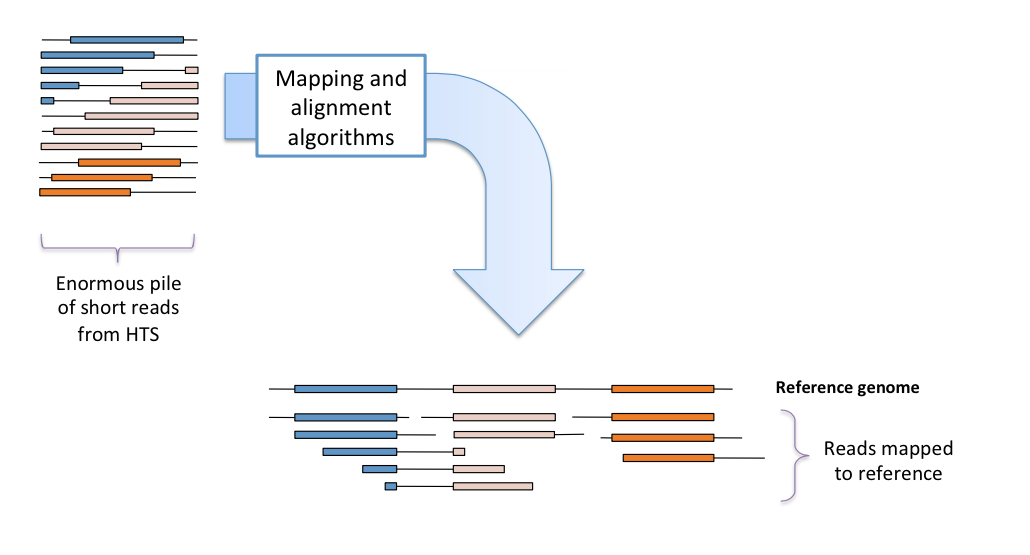 Mapping and
alignment
algorithms
Enormous pile
of short reads
from HTS
Reference genome
Reads mapped
to reference